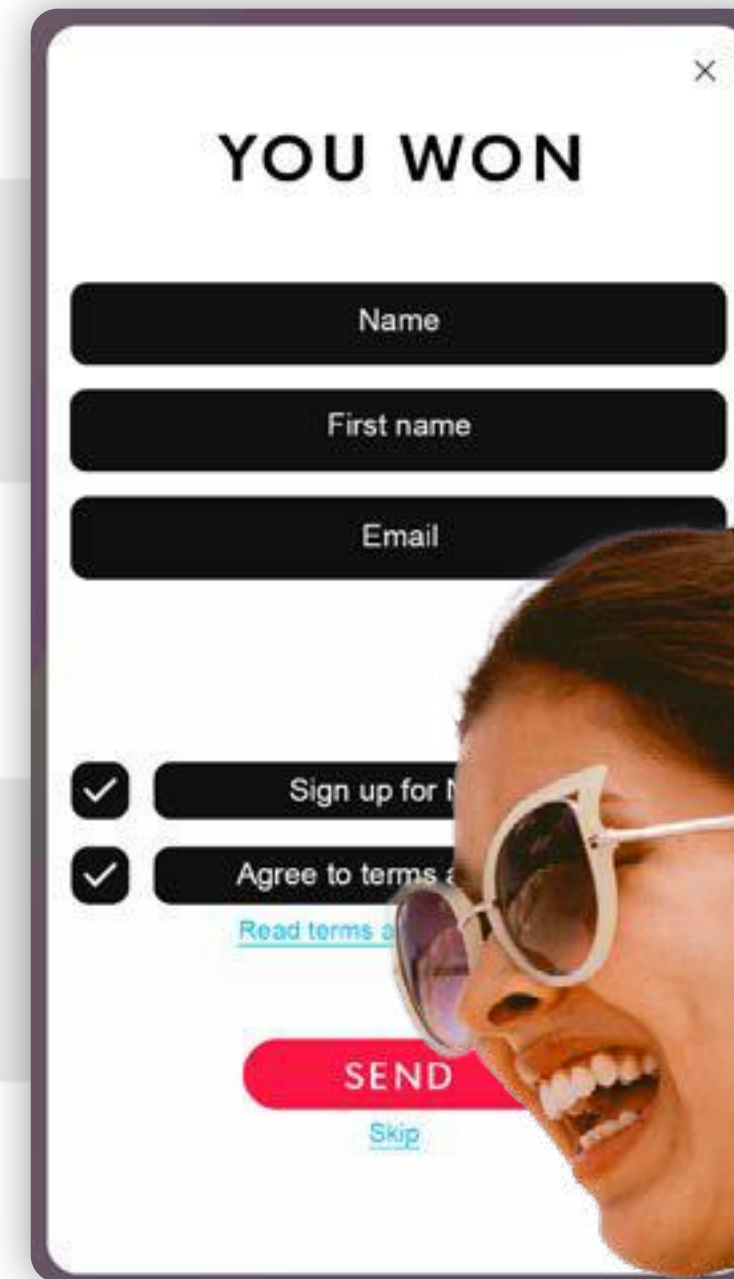 YOU WON
Name
First name
Email
Sign up for
Agree to terms
Read terms
SEND
Skip